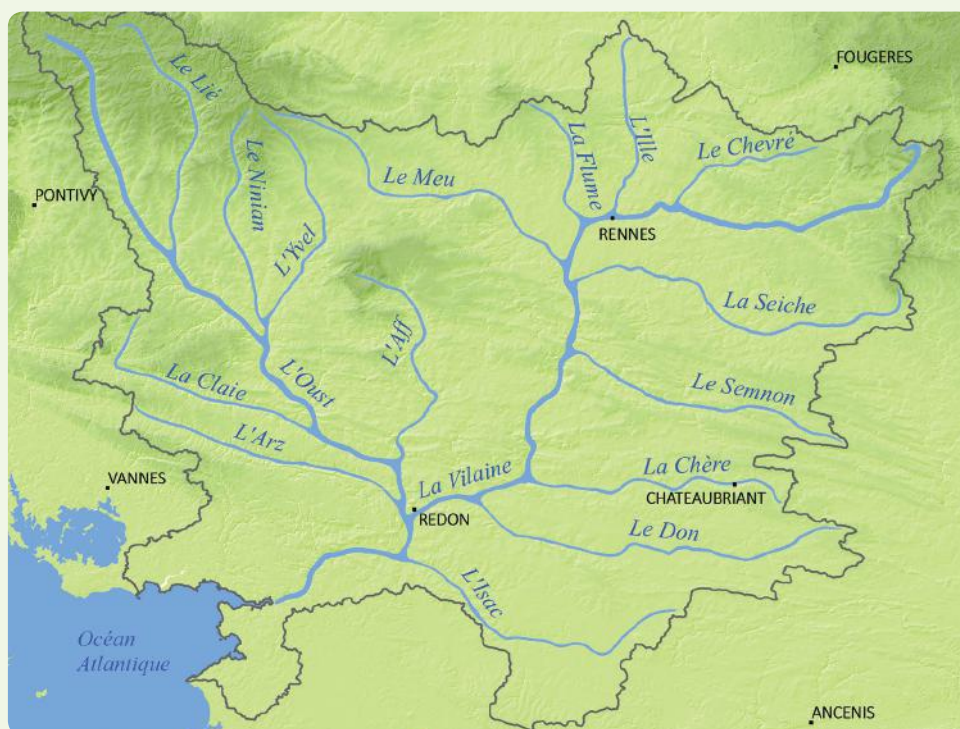 FOUGERES
Le Lié
L'Ille
La Flume
Le Chevré
Le Ninian
Le Meu
PONTIVY
RENNES
L'Yvel
La Seiche
L'Aff
La Claie
L'Oust
Le Semnon
L'Arz
La Vilaine
La Chère
VANNES
CHATEAUBRIANT
REDON
Le Don
L'Isac
Océan
Atlantique
ANCENIS